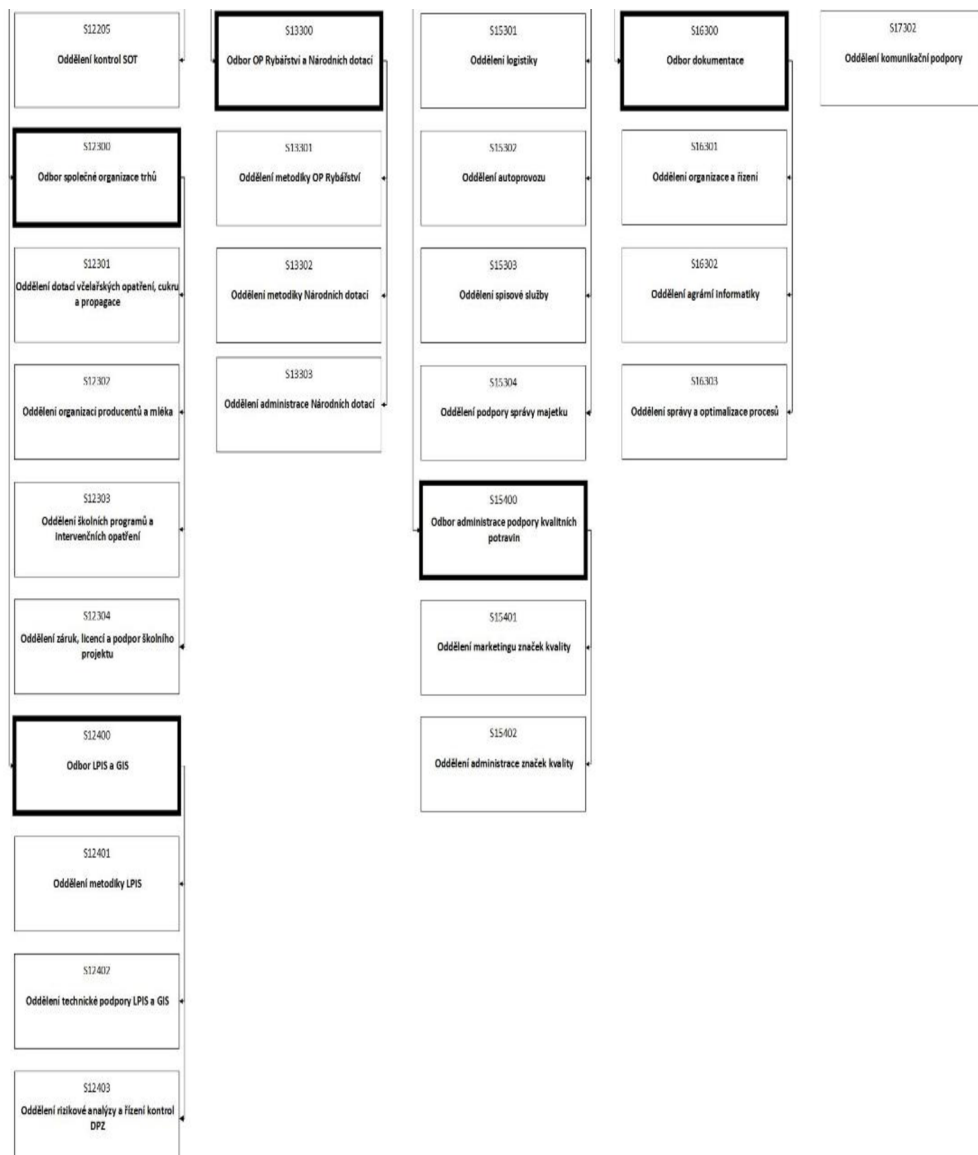 S12205
Oddělení kontrol SOT
S12300
Odbor společné organizace trhů
S12301
Oddělení dotací včelařských opatření, cukru
a propagace
S12302
Oddělení organizací producentů a mléka
S12303
Oddělení školních programů a
intervenčních opatření
S12304
Oddělení záruk, licencí a podpor školního
projektu
S12400
Odbor LPIS a GIS
S12401
Oddělení metodiky LPIS
S12402
Oddělení technické podpory LPIS a GIS
S12403
Oddělení rizikové analýzy a řízení kontrol
DPZ
S13300
Odbor OP Rybářství a Národních dotací
S13301
Oddělení metodiky OP Rybářství
S13302
Oddělení metodiky Národních dotací
S13303
Oddělení administrace Národních dotací
S15301
Oddělení logistiky
S15302
Oddělení autoprovozu
S15303
Oddělení spisové služby
S15304
Oddělení podpory správy majetku
S15400
Odbor administrace podpory kvalitních
potravin
S15401
Oddělení marketingu značek kvality
S15402
Oddělení administrace značek kvality
S16300
Odbor dokumentace
S16301
Oddělení organizace a řízení
S16302
Oddělení agrární informatiky
S16303
Oddělení správy a optimalizace procesů
S17302
Oddělení komunikační podpory